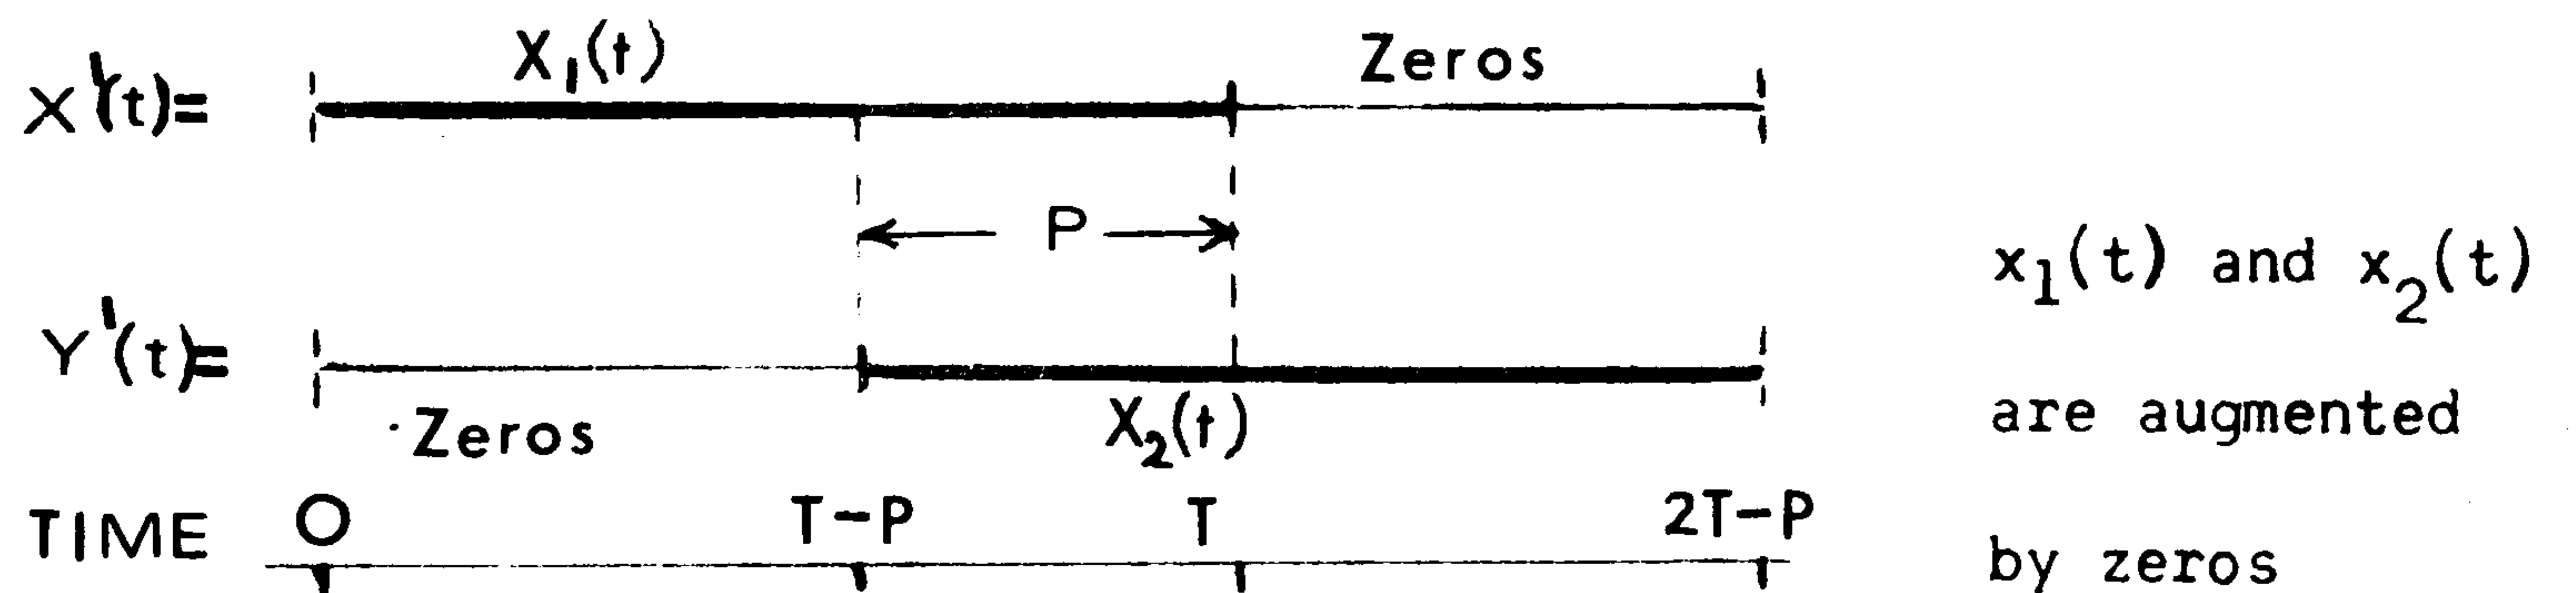 X'(t)= X₁(t) Zeros
P
x₁(t) and x₂(t)
Y'(t)= Zeros X₂(t)
are augmented
TIME O T-P T 2T-P
by zeros